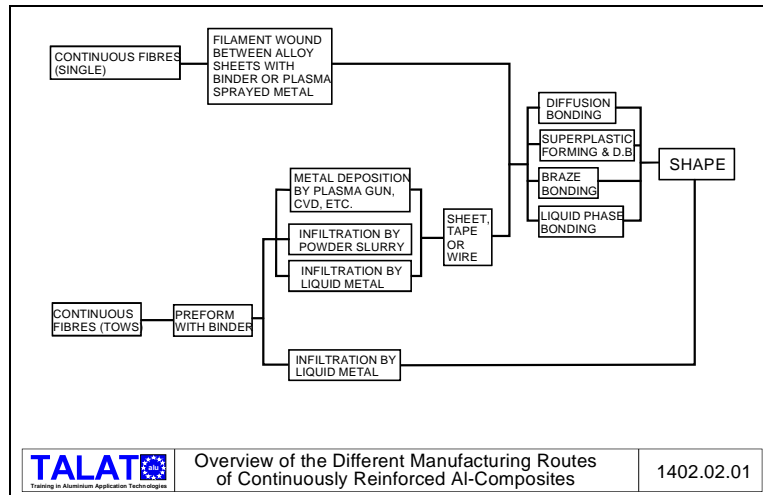 CONTINUOUS FIBRES
(SINGLE)
FILAMENT WOUND
BETWEEN ALLOY
SHEETS WITH
BINDER OR PLASMA
SPRAYED METAL
DIFFUSION
BONDING
SUPERPLASTIC
FORMING & D.B
BRAZE
BONDING
LIQUID PHASE
BONDING
SHAPE
METAL DEPOSITION
BY PLASMA GUN,
CVD, ETC.
INFILTRATION BY
POWDER SLURRY
INFILTRATION BY
LIQUID METAL
SHEET,
TAPE
OR
WIRE
CONTINUOUS
FIBRES (TOWS)
PREFORM
WITH BINDER
INFILTRATION BY
LIQUID METAL
TALAT
alu
Training in Aluminium Application Technologies
Overview of the Different Manufacturing Routes
of Continuously Reinforced Al-Composites
1402.02.01